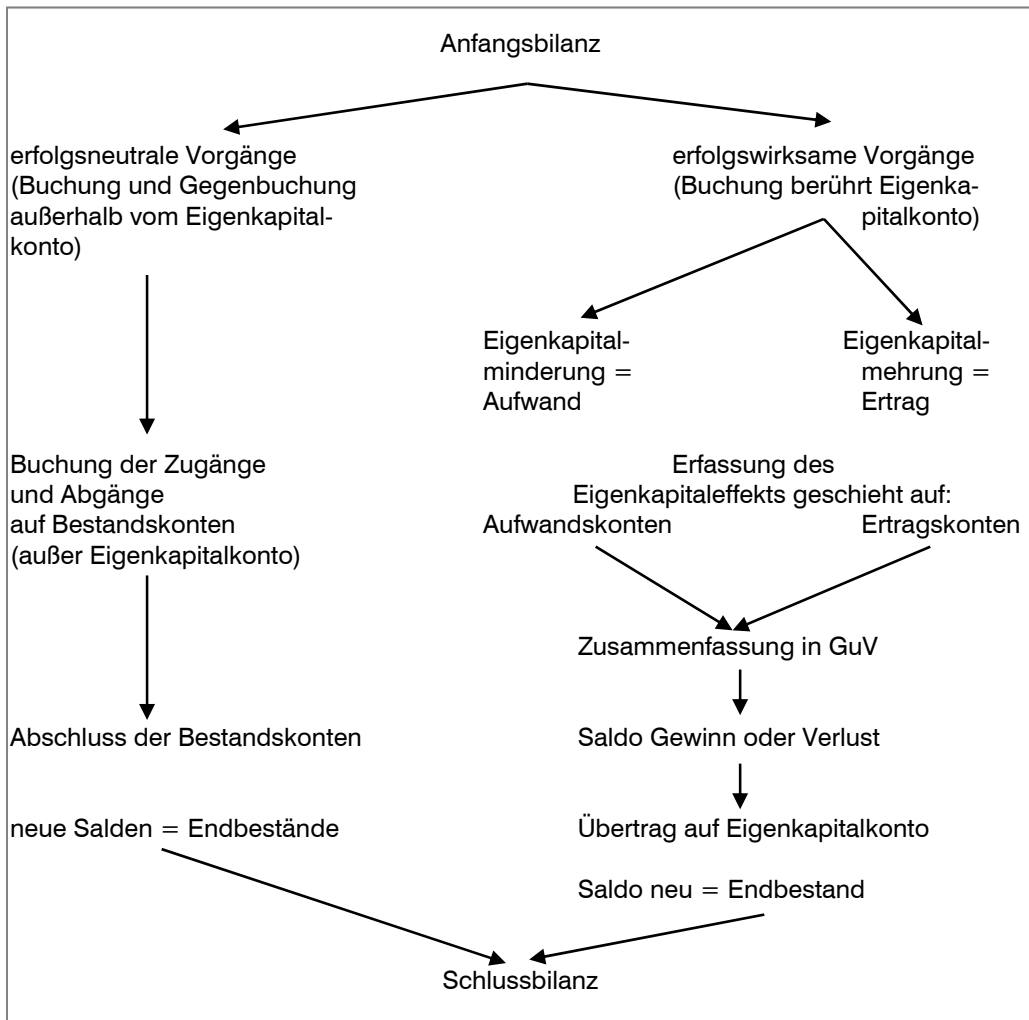 Anfangsbilanz
erfolgsneutrale Vorgänge
(Buchung und Gegenbuchung
außerhalb vom Eigenkapital-
konto)
erfolgswirksame Vorgänge
(Buchung berührt Eigenka-
pitalkonto)
Eigenkapital-
minderung =
Aufwand
Eigenkapital-
mehrung =
Ertrag
Buchung der Zugänge
und Abgänge
auf Bestandskonten
(außer Eigenkapitalkonto)
Erfassung des
Eigenkapitaleffekts geschieht auf:
Aufwandskonten
Ertragskonten
Zusammenfassung in GuV
Abschluss der Bestandskonten
Saldo Gewinn oder Verlust
neue Salden = Endbestände
Übertrag auf Eigenkapitalkonto
Saldo neu = Endbestand
Schlussbilanz